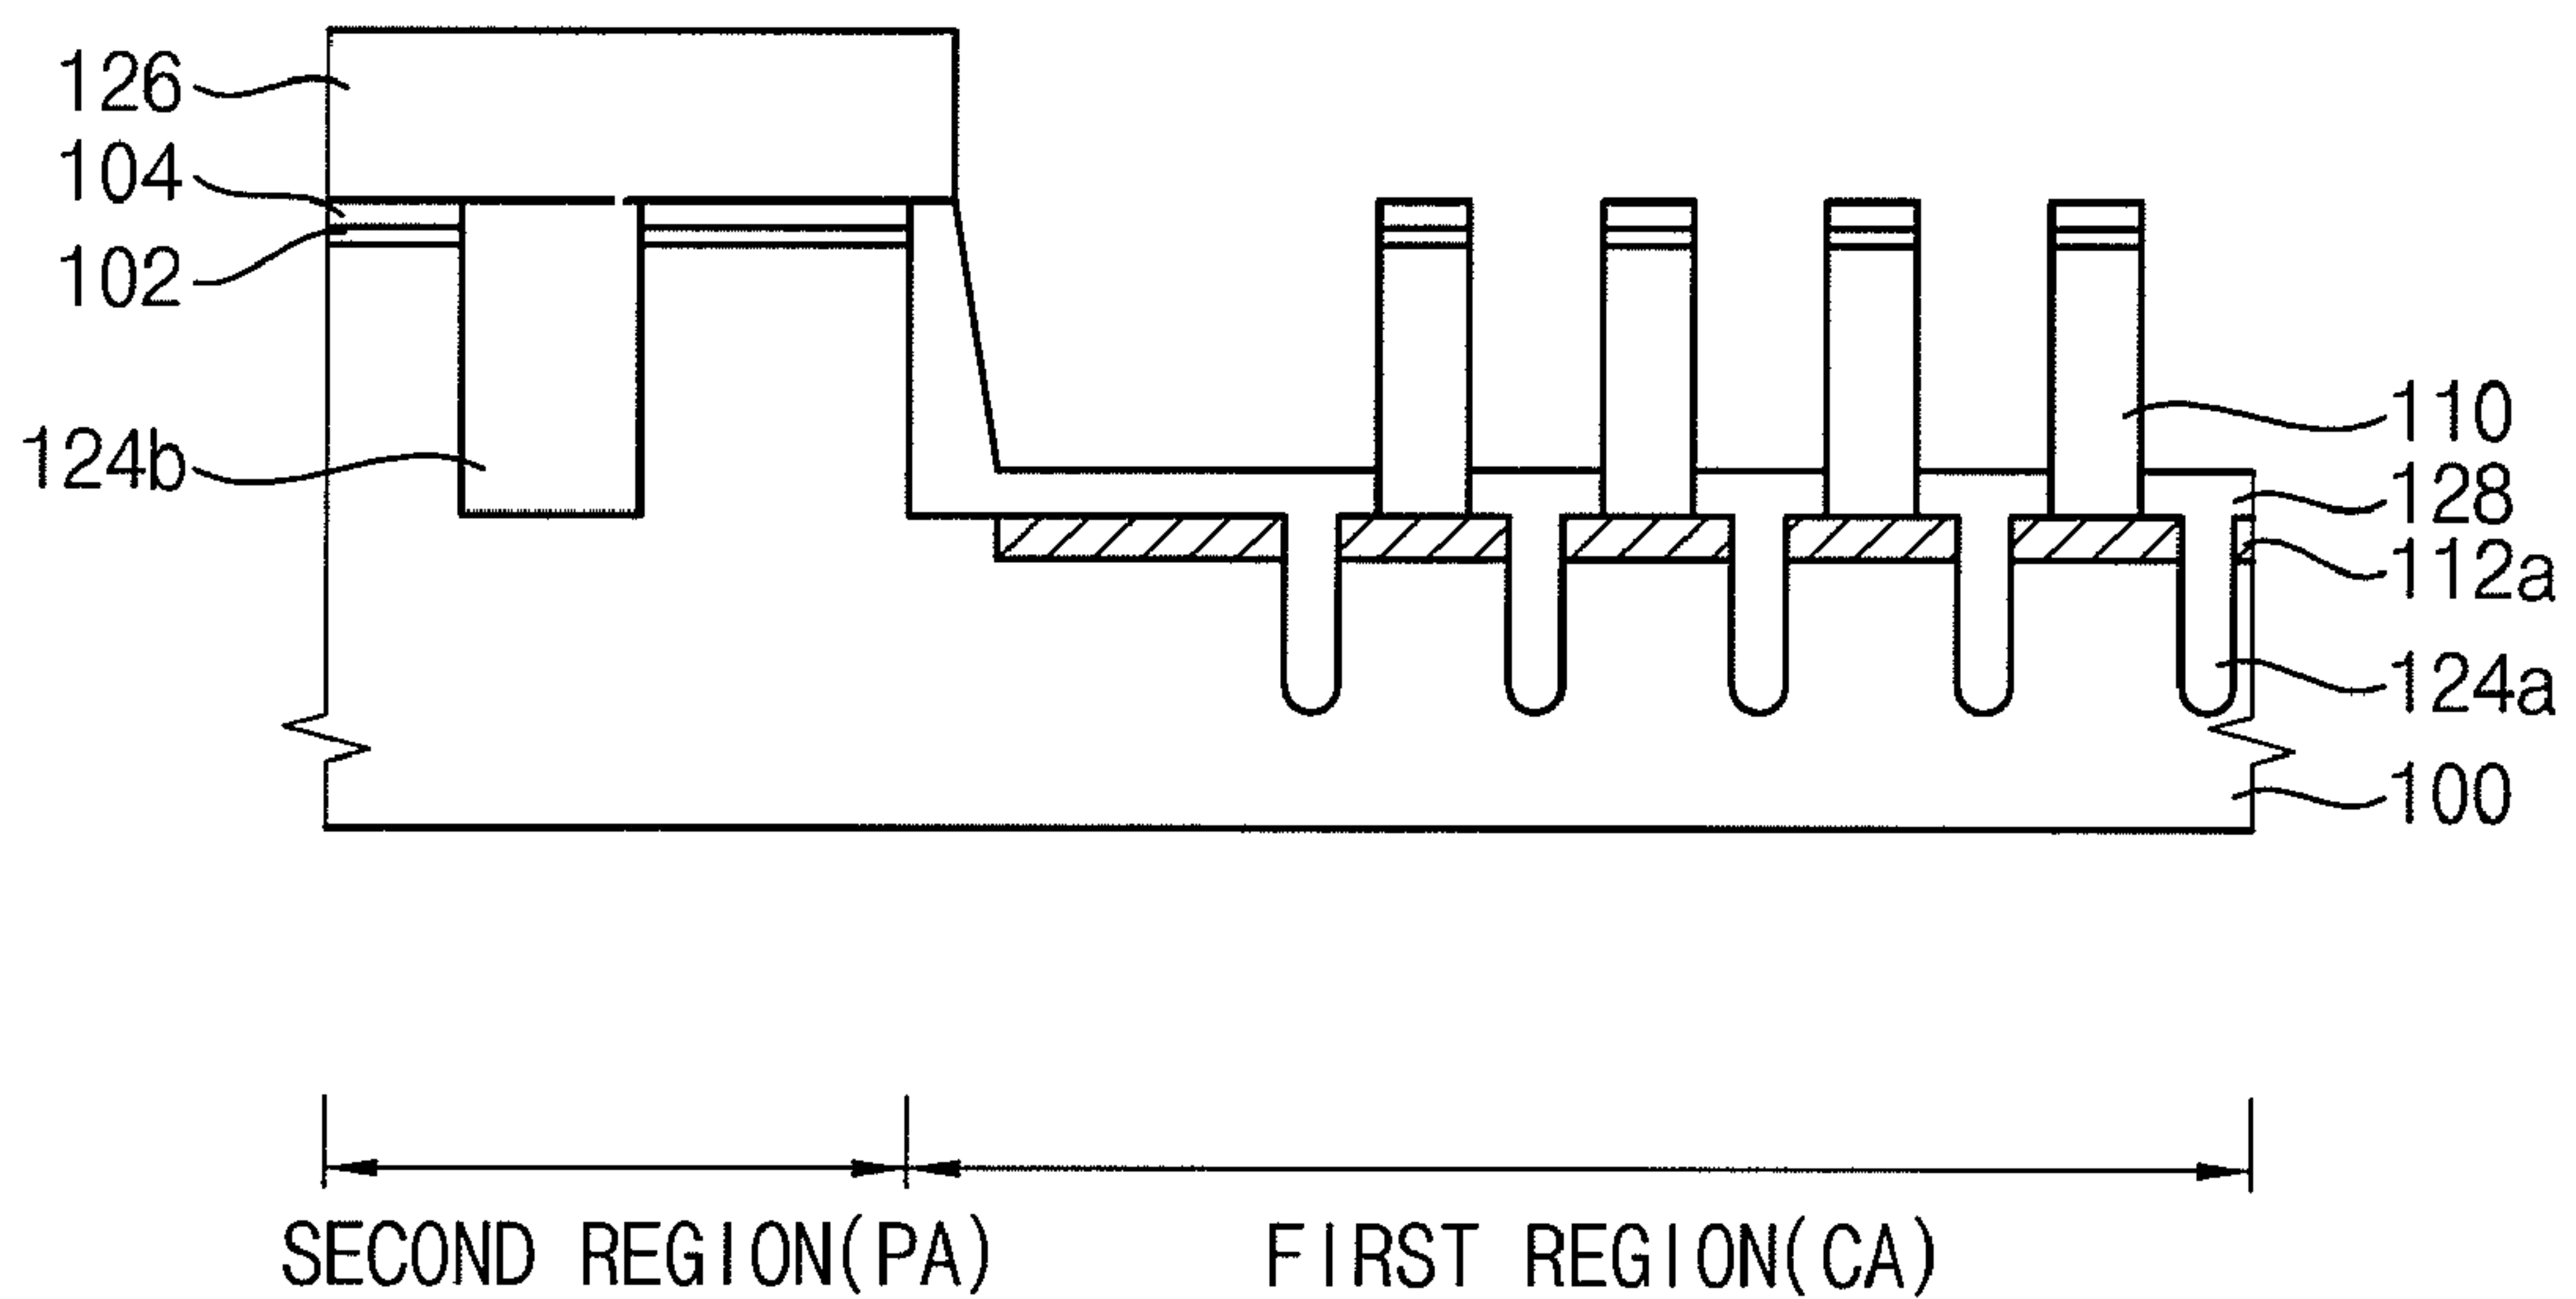 126
104
102
124b
110
128
112a
124a
100
SECOND REGION(PA)
FIRST REGION(CA)